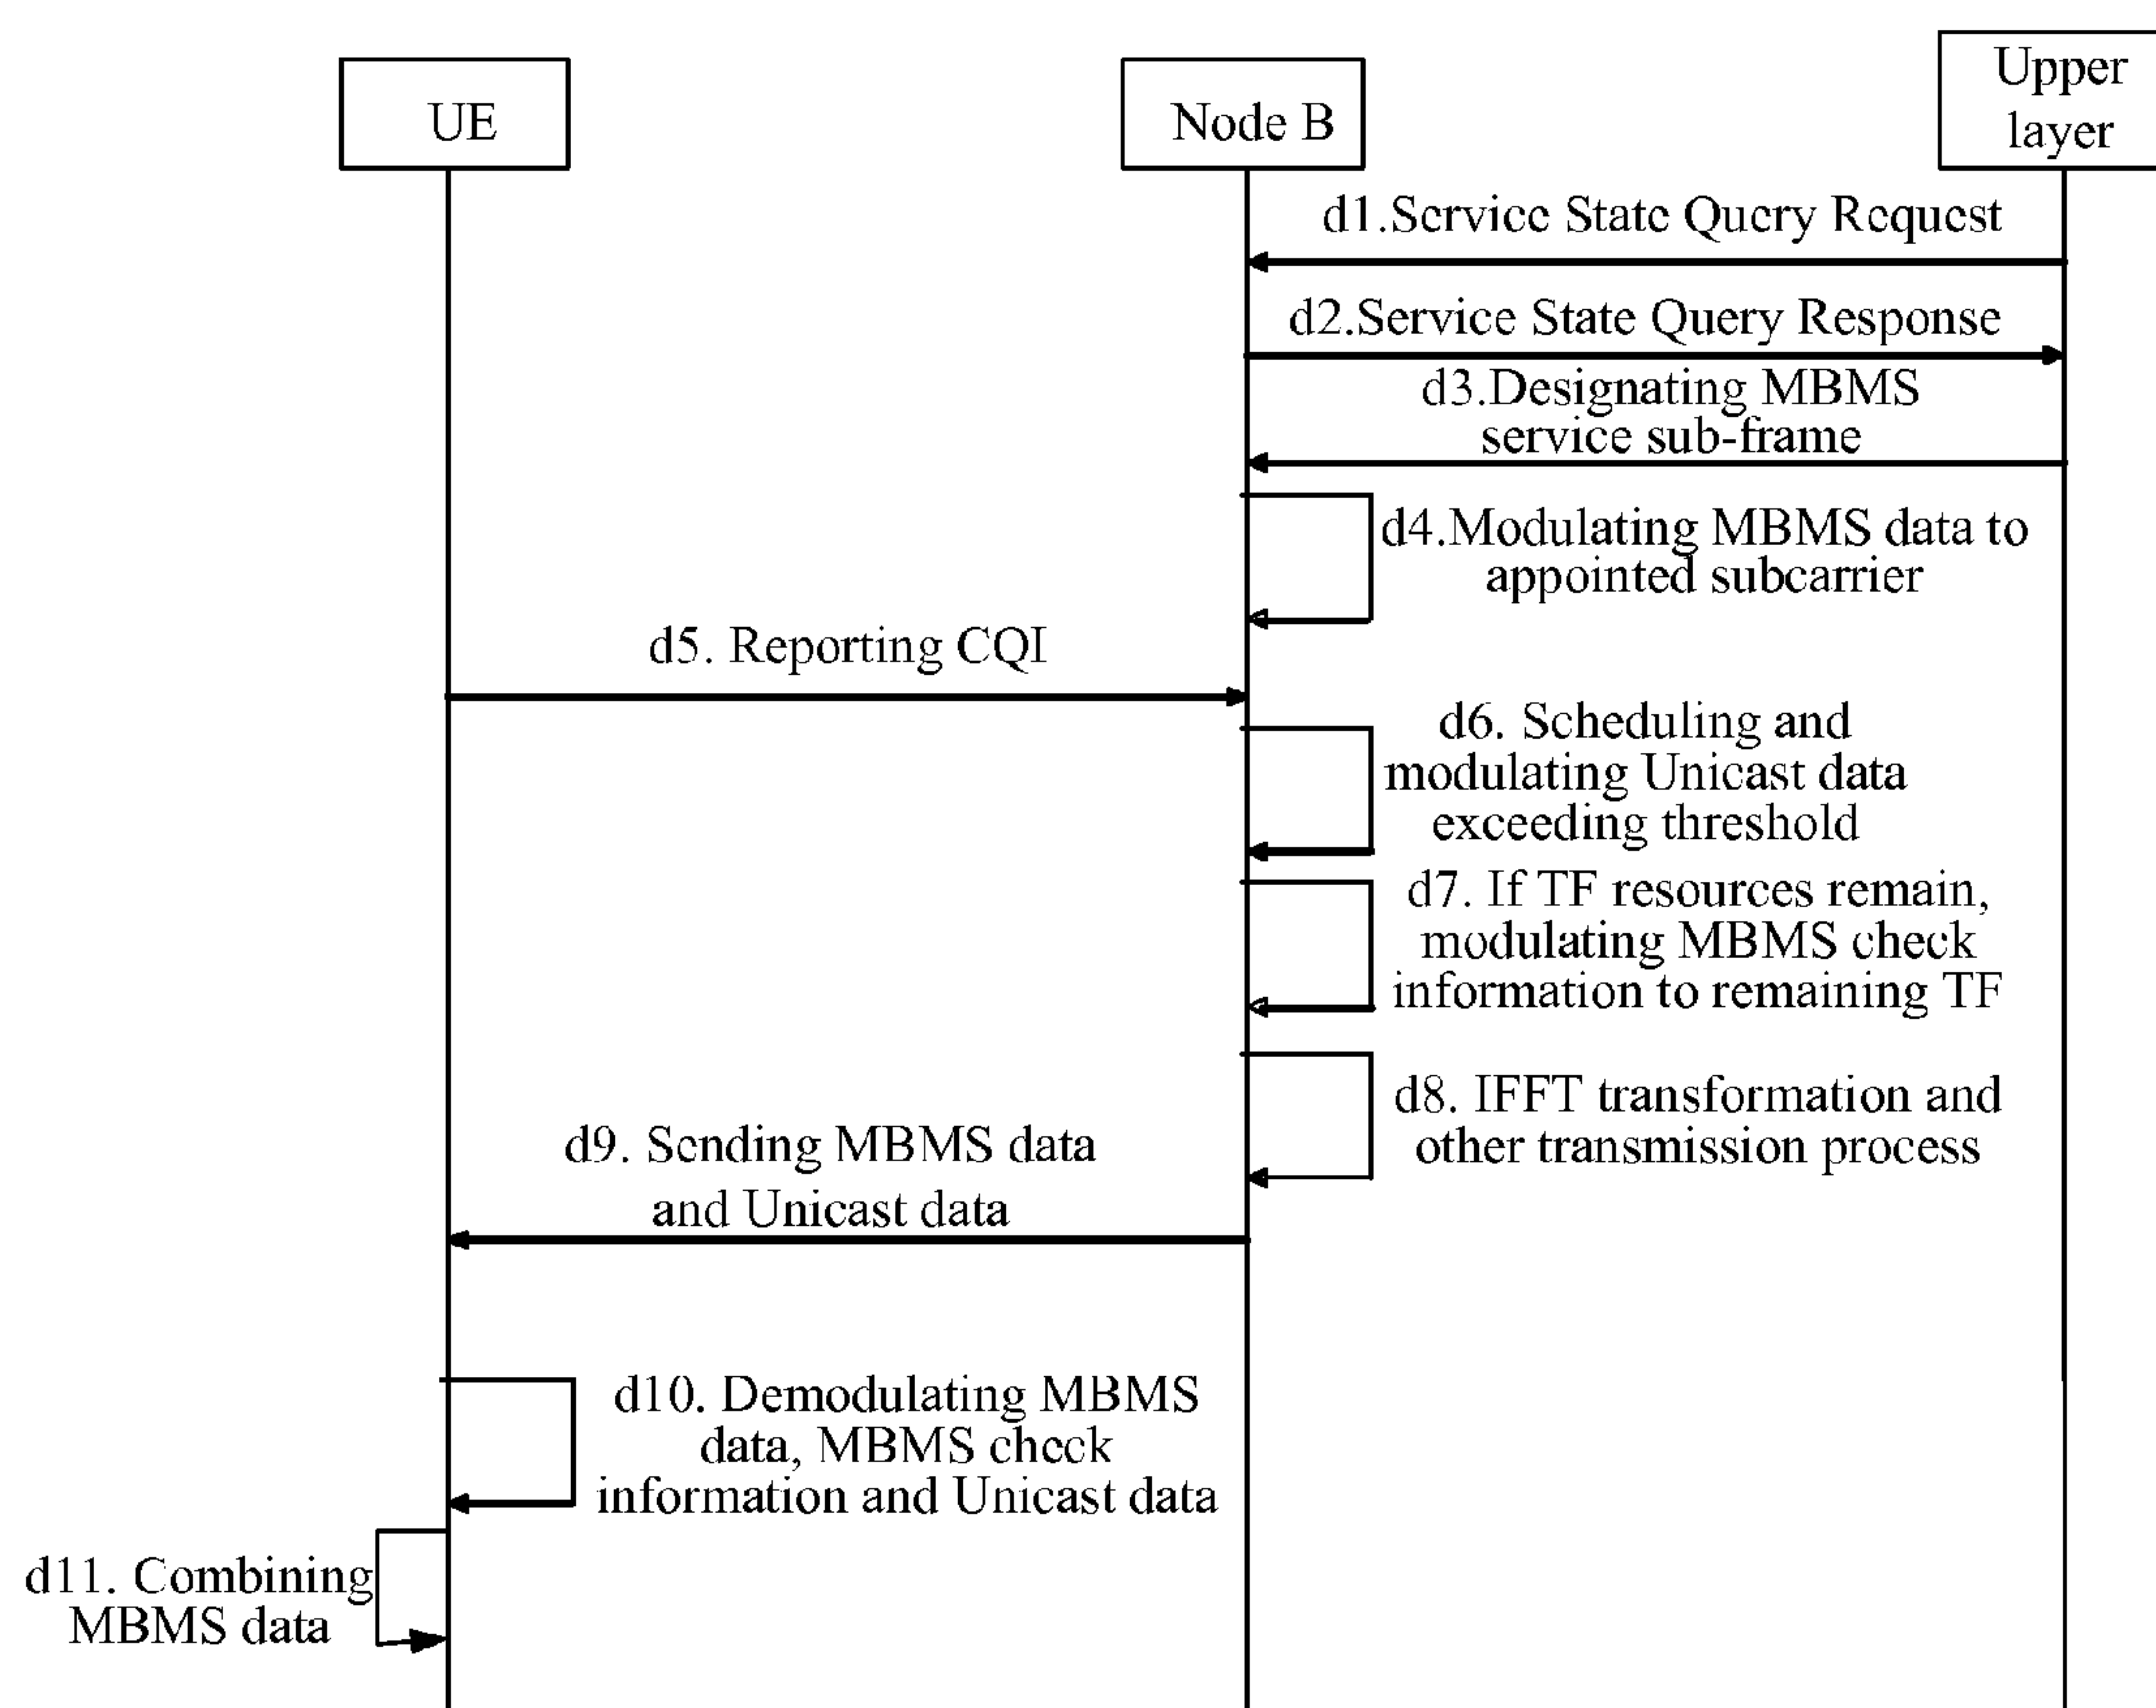 UE
Node B
Upper
layer
d1.Service State Query Request
d2.Service State Query Response
d3.Designating MBMS
service sub-frame
d4.Modulating MBMS data to
appointed subcarrier
d5. Reporting CQI
d6. Scheduling and
modulating Unicast data
exceeding threshold
d7. If TF resources remain,
modulating MBMS check
information to remaining TF
d8. IFFT transformation and
other transmission process
d9. Sending MBMS data
and Unicast data
d10. Demodulating MBMS
data, MBMS check
information and Unicast data
d11. Combining
MBMS data